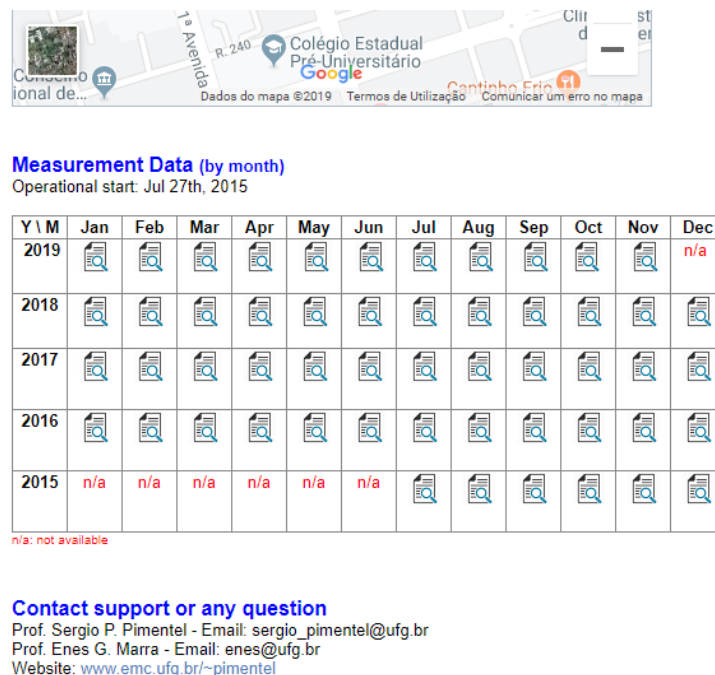 1ª Avenida
R. 240
Colégio Estadual
Pré-Universitário
Google
ional de...
Cantinho Frio
Dados do mapa ©2019 Termos de Utilização Comunicar um erro no mapa
Measurement Data (by month)
Operational start: Jul 27th, 2015
Y \ M Jan Feb Mar Apr May Jun Jul Aug Sep Oct Nov Dec
2019 n/a
2018
2017
2016
2015 n/a n/a n/a n/a n/a n/a
n/a: not available
Contact support or any question
Prof. Sergio P. Pimentel - Email: sergio_pimentel@ufg.br
Prof. Enes G. Marra - Email: enes@ufg.br
Website: www.emc.ufg.br/~pimentel